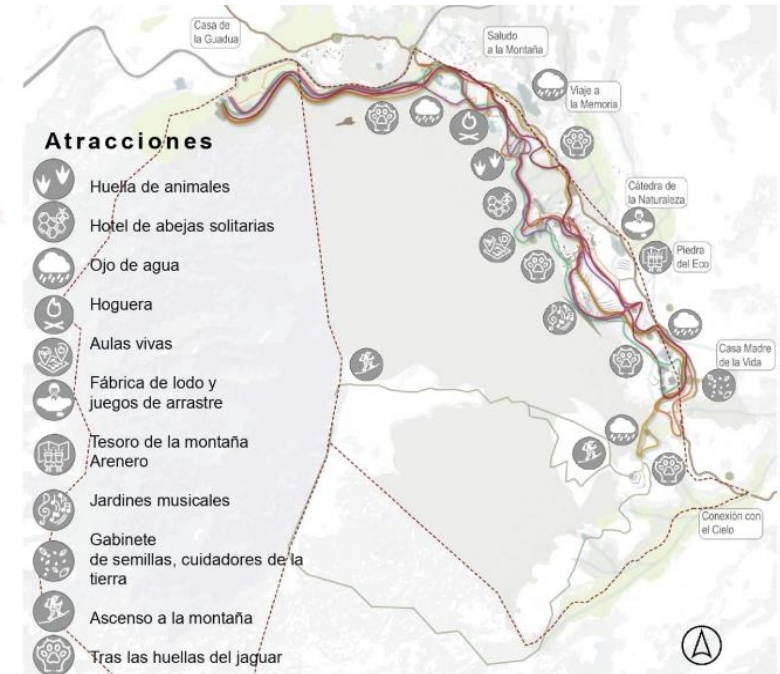 Casa de
la Guadua
Saludo
a la Montaña
Viaje a
la Memoria
Atracciones
Huella de animales
Hotel de abejas solitarias
Ojo de agua
Hoguera
Aulas vivas
Fábrica de lodo y
juegos de arrastre
Tesoro de la montaña
Arenero
Jardines musicales
Gabinete
de semillas, cuidadores de la
tierra
Ascenso a la montaña
Tras las huellas del jaguar
Cátedra de
la Naturaleza
Piedra
del Eco
Casa Madre
de la Vida
Conexión con
el Cielo